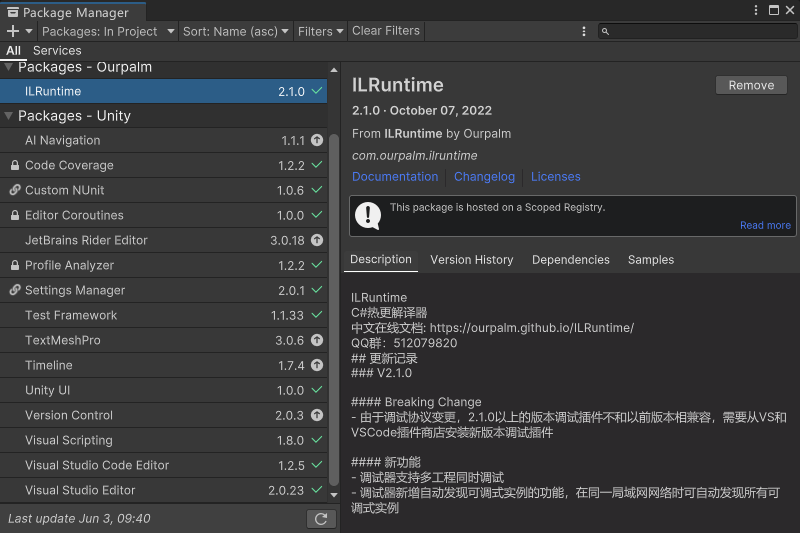 Package Manager
Packages: In Project
Sort: Name (asc)
Filters
Clear Filters
All Services
Packages - Ourpalm
ILRuntime 2.1.0
Packages - Unity
AI Navigation 1.1.1
Code Coverage 1.2.2
Custom NUnit 1.0.6
Editor Coroutines 1.0.0
JetBrains Rider Editor 3.0.18
Profile Analyzer 1.2.2
Settings Manager 2.0.1
Test Framework 1.1.33
TextMeshPro 3.0.6
Timeline 1.7.4
Unity UI 1.0.0
Version Control 2.0.3
Visual Scripting 1.8.0
Visual Studio Code Editor 1.2.5
Visual Studio Editor 2.0.23
Last update Jun 3, 09:40
ILRuntime
Remove
2.1.0 · October 07, 2022
From ILRuntime by Ourpalm
com.ourpalm.ilruntime
Documentation Changelog Licenses
This package is hosted on a Scoped Registry.
Read more
Description Version History Dependencies Samples
ILRuntime
C#热更解译器
中文在线文档: https://ourpalm.github.io/ILRuntime/
QQ群：512079820
## 更新记录
### V2.1.0
#### Breaking Change
- 由于调试协议变更，2.1.0以上的版本调试插件不和以前版本相兼容，需要从VS和
VSCode插件商店安装新版本调试插件
#### 新功能
- 调试器支持多工程同时调试
- 调试器新增自动发现可调式实例的功能，在同一局域网网络时可自动发现所有可
调式实例